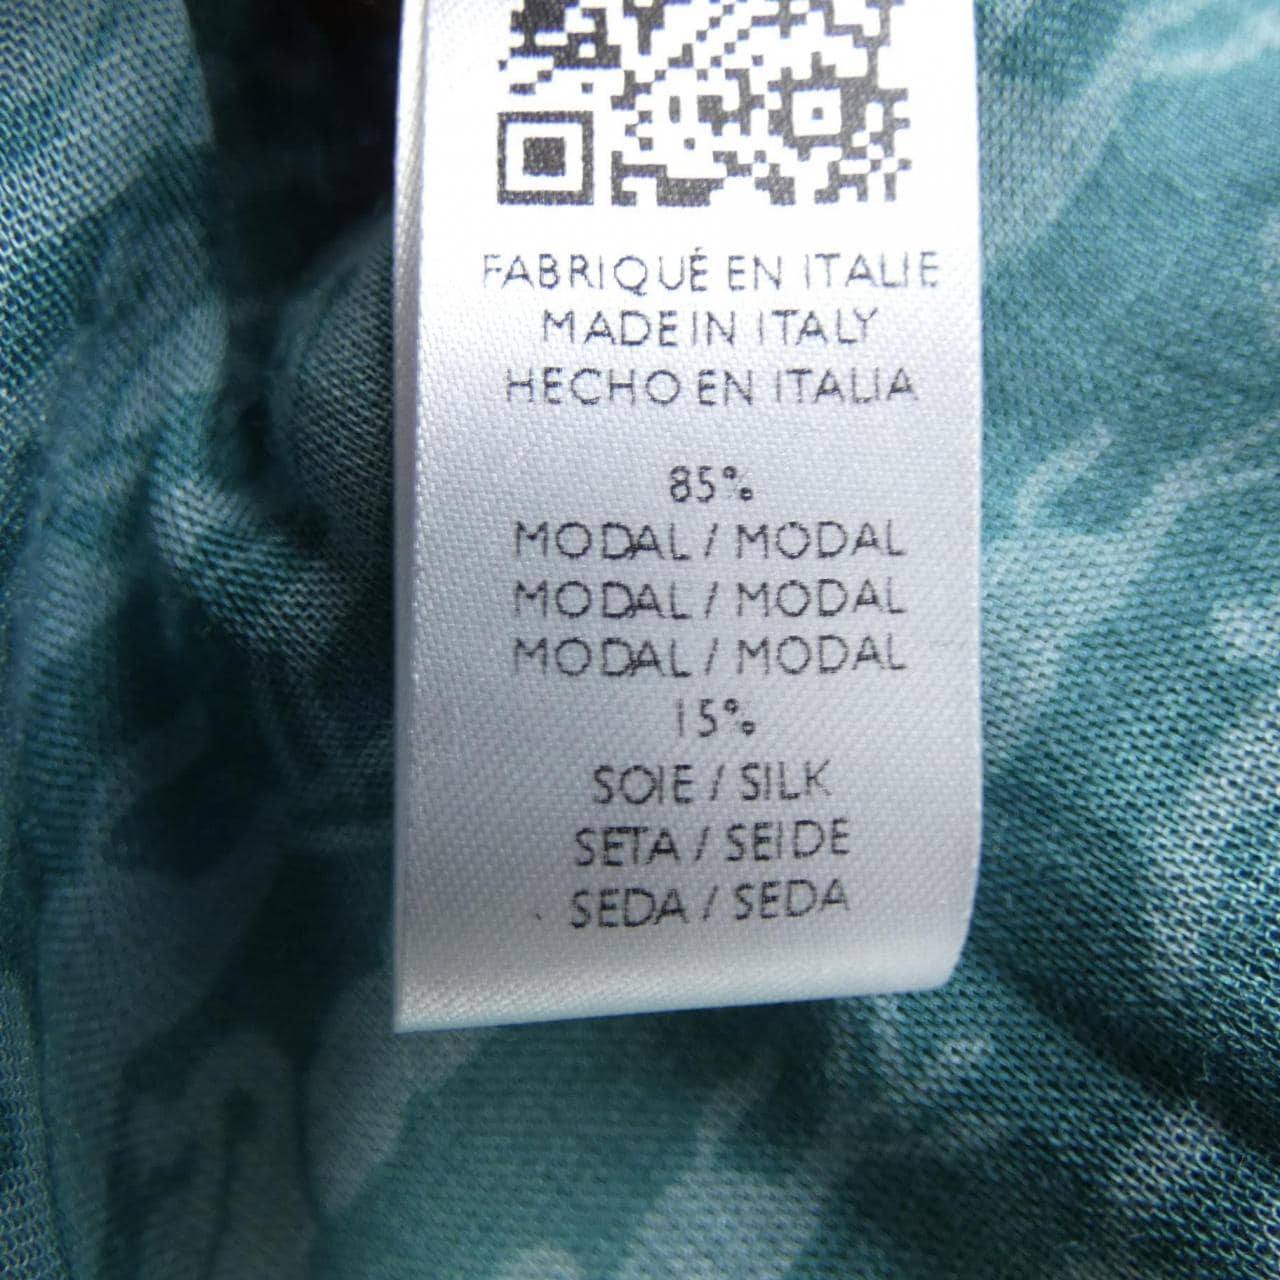 FABRIQUÉ EN ITALIE
MADE IN ITALY
HECHO EN ITALIA
85%
MODAL / MODAL
MODAL / MODAL
MODAL / MODAL
15%
SOIE / SILK
SETA / SEIDE
SEDA / SEDA